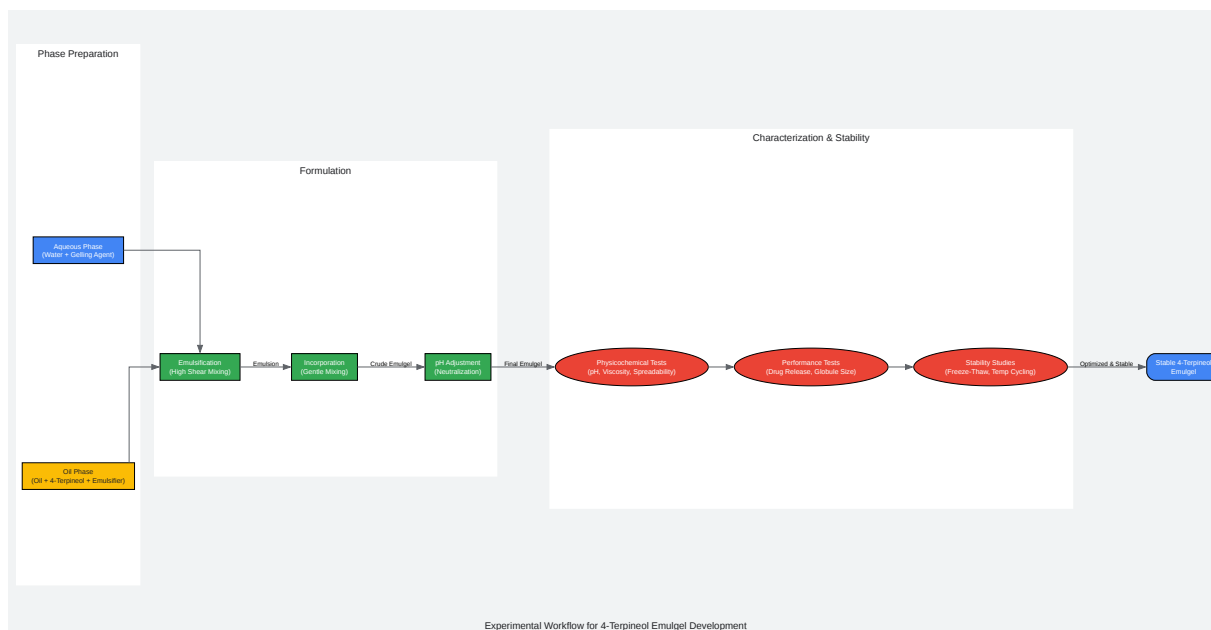 Phase Preparation
Aqueous Phase
(Water + Gelling Agent)
Oil Phase
(Oil + 4-Terpineol + Emulsifier)
Formulation
Emulsification
(High Shear Mixing)
Emulsion
Incorporation
(Gentle Mixing)
Crude Emulgel
pH Adjustment
(Neutralization)
Final Emulgel
Characterization & Stability
Physicochemical Tests
(pH, Viscosity, Spreadability)
Performance Tests
(Drug Release, Globule Size)
Stability Studies
(Freeze-Thaw, Temp Cycling)
Optimized & Stable
Stable 4-Terpineol
Emulgel
Experimental Workflow for 4-Terpineol Emulgel Development